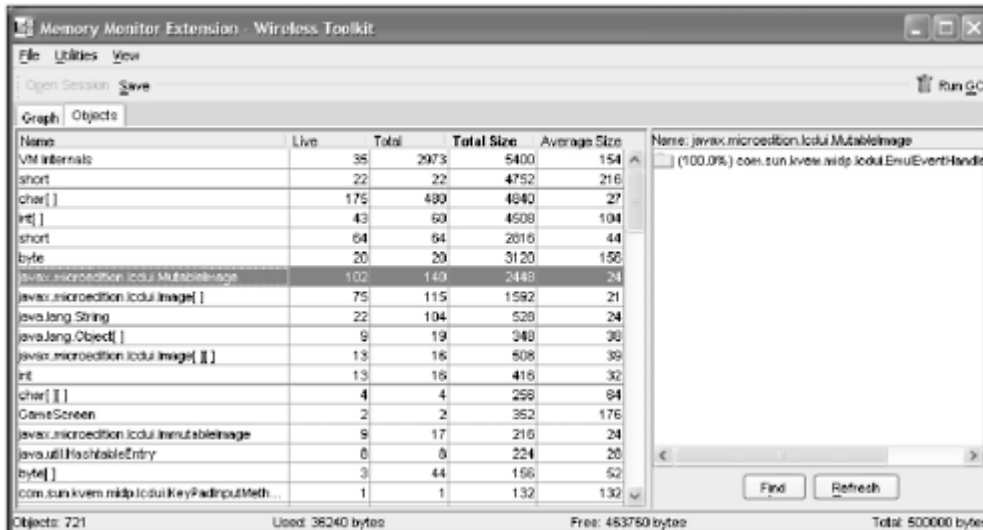 Memory Monitor Extension - Wireless Toolkit
File Utilities View
Open Session Save Run GC
Graph Objects
Name Live Total Total Size Average Size
VM Internals 35 2973 5400 154
short 22 22 4752 216
char[ ] 175 480 4840 27
int[ ] 43 60 4508 104
short 64 64 2816 44
byte 20 20 3120 156
javax.microedition.lcdui.MutableImage 102 140 2448 24
javax.microedition.lcdui.Image[ ] 75 115 1592 21
java.lang.String 22 104 528 24
java.lang.Object[ ] 9 19 348 38
javax.microedition.lcdui.Image[ ][ ] 13 16 508 39
int 13 16 416 32
char[ ][ ] 4 4 256 64
GameScreen 2 2 352 176
javax.microedition.lcdui.ImmutableImage 9 17 216 24
java.util.HashtableEntry 8 8 224 28
byte[ ] 3 44 156 52
com.sun.kvem.midp.lcdui.KeyPadInputMeth... 1 1 132 132
Name: javax.microedition.lcdui.MutableImage
(100.0%) com.sun.kvem.midp.lcdui.EmulEventHandle
Find Refresh
Objects: 721 Used: 36240 bytes Free: 463760 bytes Total: 500000 bytes